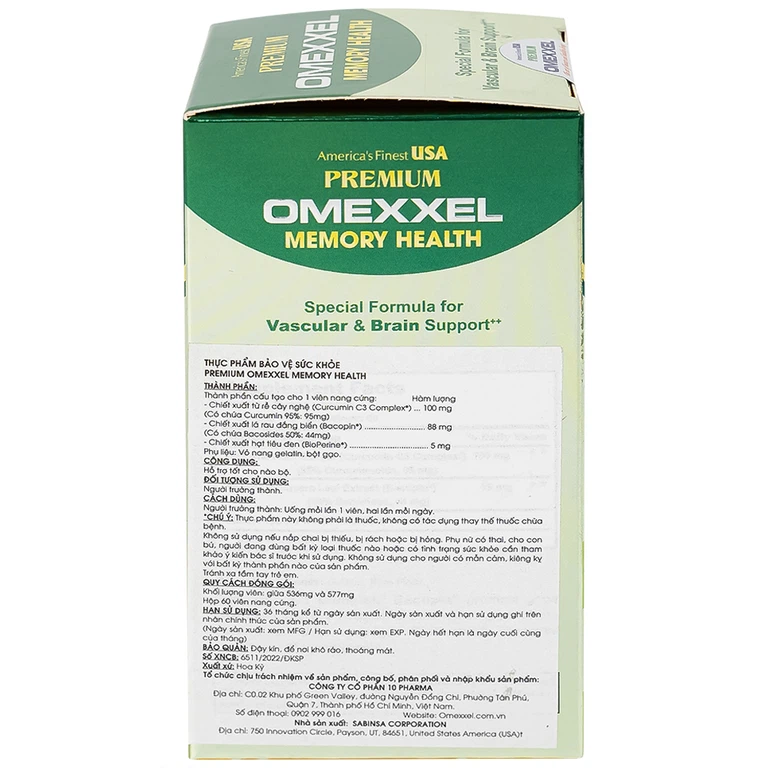 America's Finest USA
PREMIUM
OMEXXEL
MEMORY HEALTH
Special Formula for
Vascular & Brain Support++
PREMIUM
OMEXXEL
America's Finest USA
PREMIUM
OMEXXEL
MEMORY HEALTH
Special Formula for
Vascular & Brain Support++
THỰC PHẨM BẢO VỆ SỨC KHỎE
PREMIUM OMEXXEL MEMORY HEALTH
THÀNH PHẦN:
Thành phần cấu tạo cho 1 viên nang cứng: Hàm lượng
- Chiết xuất từ rễ cây nghệ (Curcumin C3 Complex*) ... 100 mg
(Có chứa Curcumin 95%: 95mg)
- Chiết xuất lá rau đắng biển (Bacopin*) ........................ 88 mg
(Có chứa Bacosides 50%: 44mg)
- Chiết xuất hạt tiêu đen (BioPerine*) ............................. 5 mg
Phụ liệu: Vỏ nang gelatin, bột gạo.
CÔNG DỤNG:
Hỗ trợ tốt cho não bộ.
ĐỐI TƯỢNG SỬ DỤNG:
Người trưởng thành.
CÁCH DÙNG:
Người trưởng thành: Uống mỗi lần 1 viên, hai lần mỗi ngày.
*CHÚ Ý: Thực phẩm này không phải là thuốc, không có tác dụng thay thế thuốc chữa
bệnh.
Không sử dụng nếu nắp chai bị thiếu, bị rách hoặc bị hỏng. Phụ nữ có thai, cho con
bú, người đang dùng bất kỳ loại thuốc nào hoặc có tình trạng sức khỏe cần tham
khảo ý kiến bác sĩ trước khi sử dụng. Không sử dụng cho người có mẫn cảm, kiêng kỵ
với bất kỳ thành phần nào của sản phẩm.
Tránh xa tầm tay trẻ em.
QUY CÁCH ĐÓNG GÓI:
Khối lượng viên: giữa 536mg và 577mg
Hộp 60 viên nang cứng.
HẠN SỬ DỤNG: 36 tháng kể từ ngày sản xuất. Ngày sản xuất và hạn sử dụng ghi trên
nhãn chính thức của sản phẩm.
(Ngày sản xuất: xem MFG / Hạn sử dụng: xem EXP. Ngày hết hạn là ngày cuối cùng
của tháng)
BẢO QUẢN: Đậy kín, để nơi khô ráo, thoáng mát.
Số XNCB: 6511/2022/ĐKSP
Xuất xứ: Hoa Kỳ
Tổ chức chịu trách nhiệm về sản phẩm, công bố, phân phối và nhập khẩu sản phẩm:
CÔNG TY CỔ PHẦN 10 PHARMA
Địa chỉ: C0.02 Khu phố Green Valley, đường Nguyễn Đổng Chi, Phường Tân Phú,
Quận 7, Thành phố Hồ Chí Minh, Việt Nam.
Số điện thoại: 0902 999 016 Website: Omexxel.com.vn
Nhà sản xuất: SABINSA CORPORATION
Địa chỉ: 750 Innovation Circle, Payson, UT, 84651, United States America (USA)†